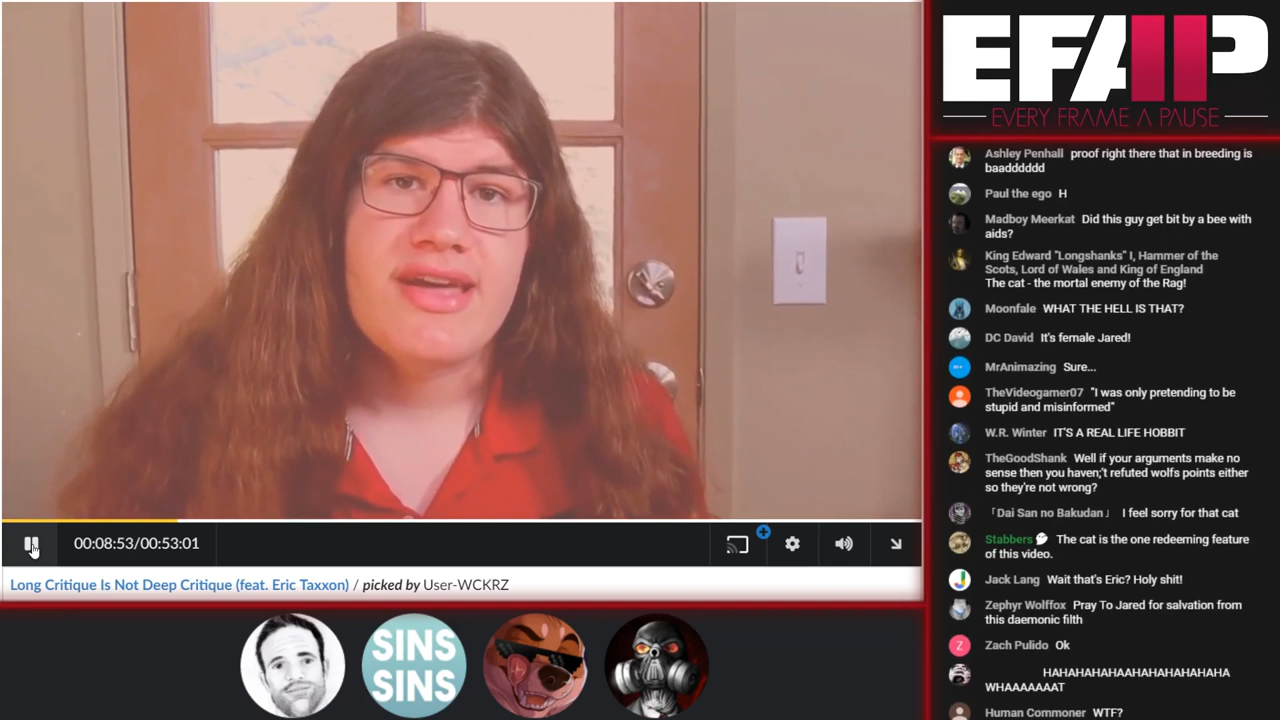 EFAP
EVERY FRAME A PAUSE
Ashley Penhall proof right there that in breeding is
baadddddd
Paul the ego H
Madboy Meerkat Did this guy get bit by a bee with
aids?
King Edward "Longshanks" I, Hammer of the
Scots, Lord of Wales and King of England
The cat - the mortal enemy of the Rag!
Moonfale WHAT THE HELL IS THAT?
DC David It's female Jared!
MrAnimazing Sure...
TheVideogamer07 "I was only pretending to be
stupid and misinformed"
W.R. Winter IT'S A REAL LIFE HOBBIT
TheGoodShank Well if your arguments make no
sense then you haven;'t refuted wolfs points either
so they're not wrong?
「Dai San no Bakudan」 I feel sorry for that cat
Stabbers The cat is the one redeeming feature
of this video.
Jack Lang Wait that's Eric? Holy shit!
Zephyr Wolffox Pray To Jared for salvation from
this daemonic filth
Z
Zach Pulido Ok
HAHAHAHAHAAHAHAHAHAHA
WHAAAAAAT
Human Commoner WTF?
00:08:53/00:53:01
Long Critique Is Not Deep Critique (feat. Eric Taxxon) / picked by User-WCKRZ
SINS
SINS